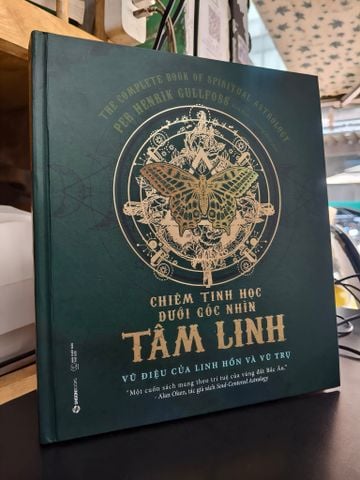 THE COMPLETE BOOK OF SPIRITUAL ASTROLOGY
PER HENRIK GULLFOSS
CHIÊM TINH HỌC
DƯỚI GÓC NHÌN
TÂM LINH
VŨ ĐIỆU CỦA LINH HỒN VÀ VŨ TRỤ
"Một cuốn sách mang theo trí tuệ của vùng đất Bắc Âu."
- Alan Oken, tác giả sách Soul-Centered Astrology